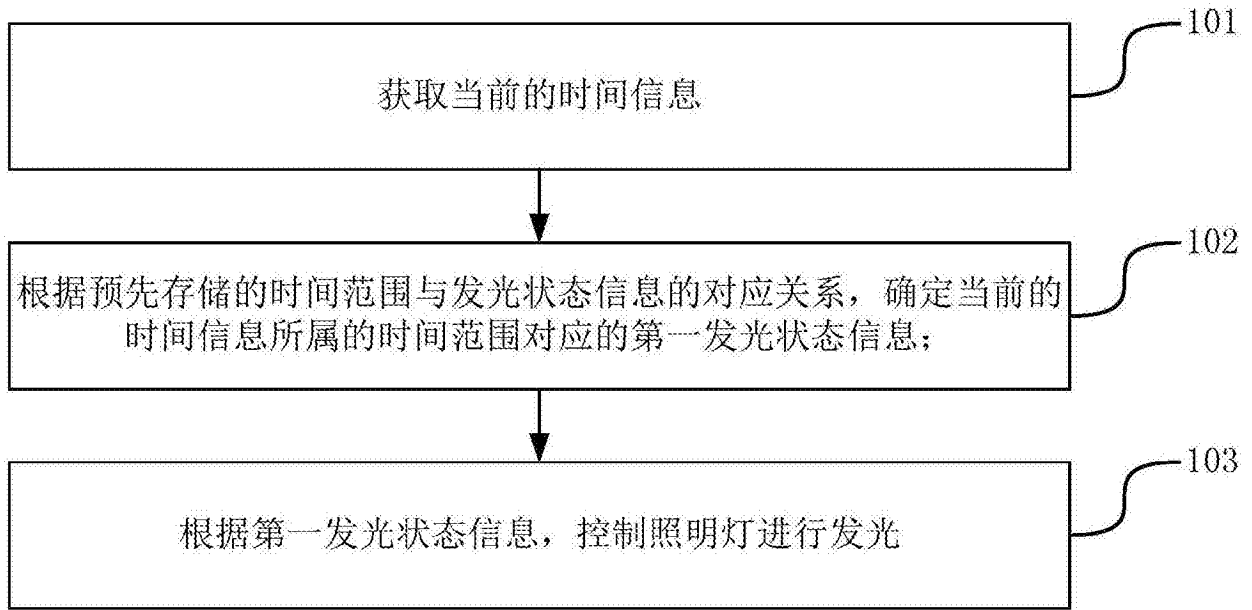 101
获取当前的时间信息
102
根据预先存储的时间范围与发光状态信息的对应关系，确定当前的
时间信息所属的时间范围对应的第一发光状态信息；
103
根据第一发光状态信息，控制照明灯进行发光